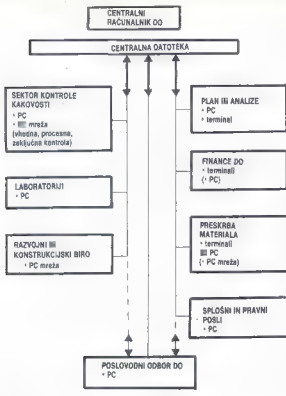 CENTRALNI
RAČUNALNIK DO
CENTRALNA DATOTEKA
SEKTOR KONTROLE
KAKOVOSTI
• PC
• mreža
(vhodna, procesna,
zaključna kontrola)
LABORATORIJI
• PC
RAZVOJNI IN
KONSTRUKCIJSKI BIRO
• PC mreža
PLAN IN ANALIZE
• PC
• terminal
FINANCE DO
• terminali
(• PC)
PRESKRBA
MATERIALA
• terminali
PC
(• PC mreža)
SPLOŠNI IN PRAVNI
POSLI
• PC
POSLOVODNI ODBOR DO
• PC